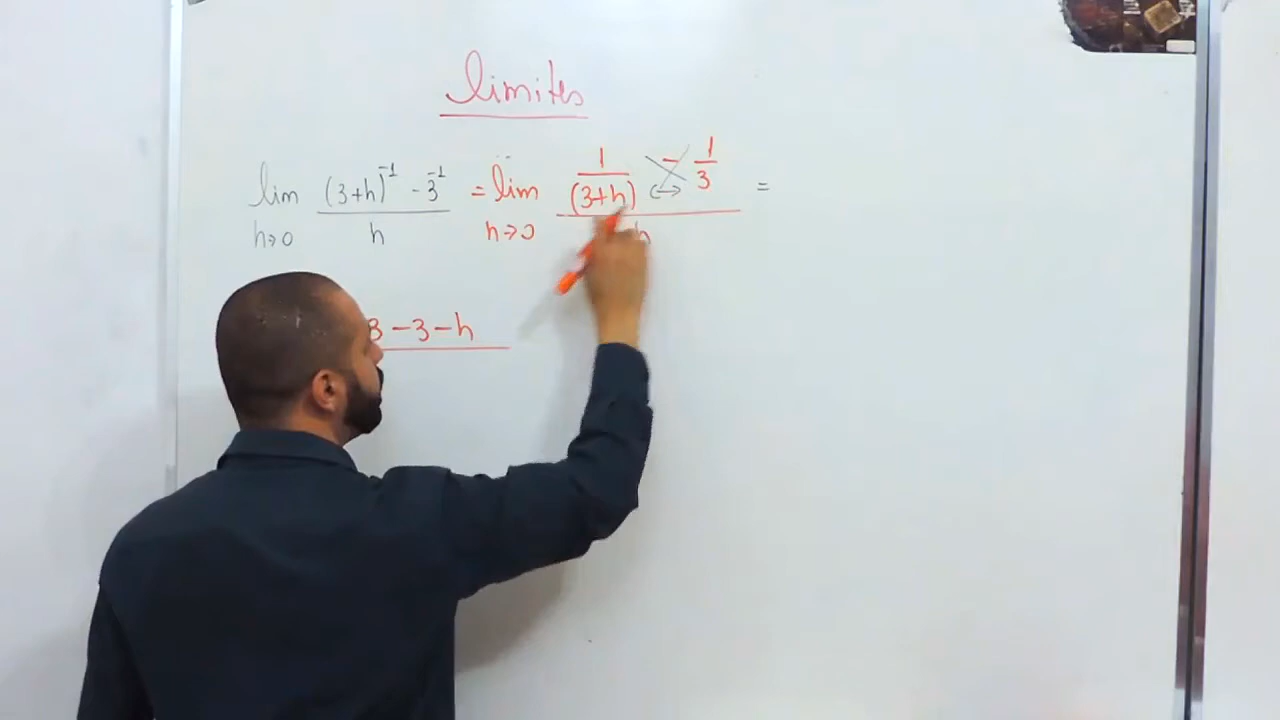 limites
lim h→0 ((3+h)^-1 - 3^-1)/h = lim h→0 (1/(3+h) - 1/3)/h =
3-3-h